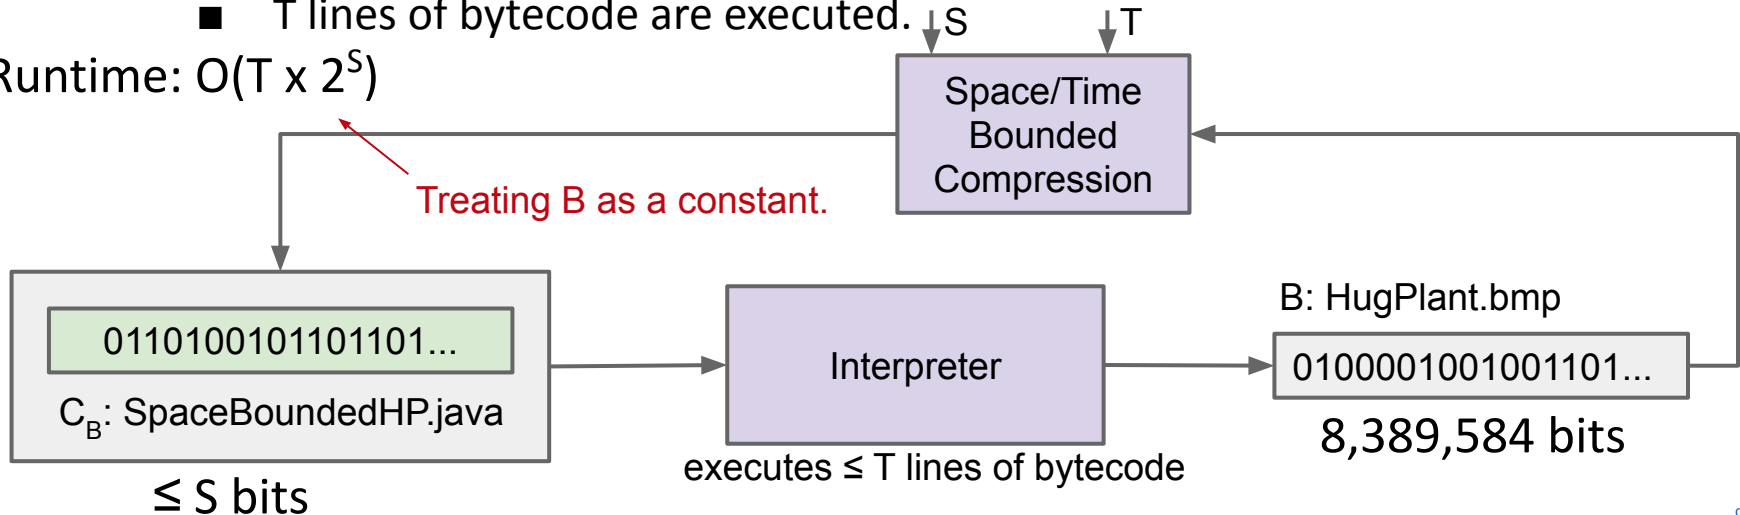 ■ T lines of bytecode are executed.
Runtime: O(T x 2^S)
S
T
Space/Time
Bounded
Compression
Treating B as a constant.
0110100101101101...
C_B: SpaceBoundedHP.java
≤ S bits
Interpreter
executes ≤ T lines of bytecode
B: HugPlant.bmp
0100001001001101...
8,389,584 bits